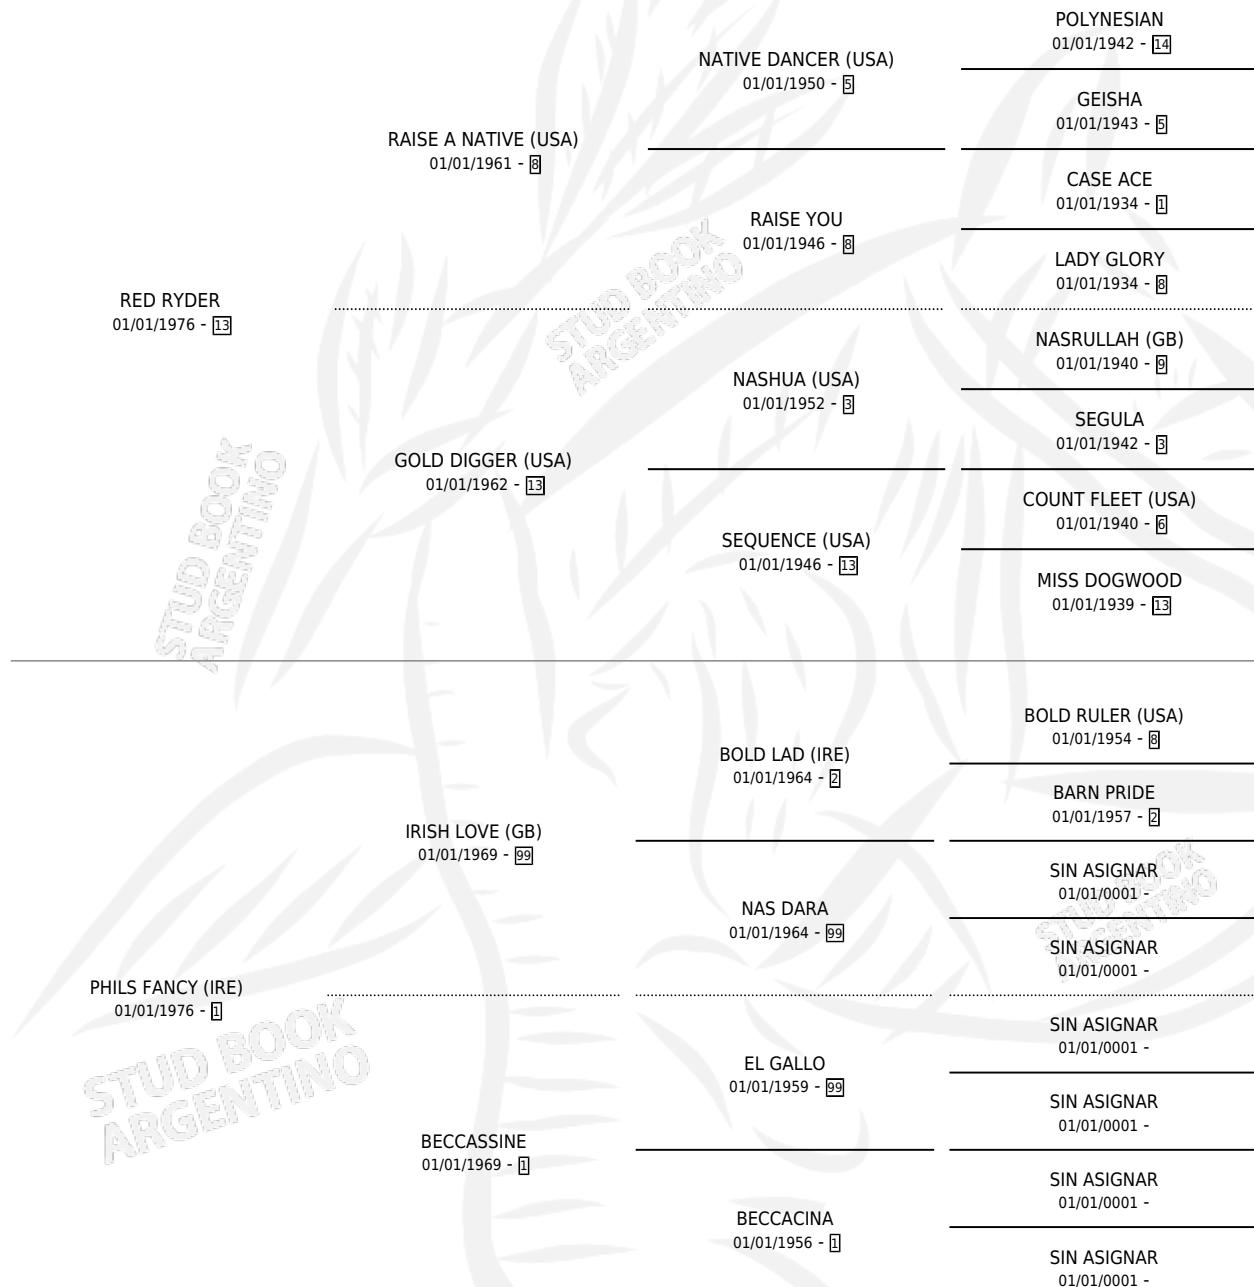 POLYNESIAN
01/01/1942 - 14
NATIVE DANCER (USA)
01/01/1950 - 5
GEISHA
01/01/1943 - 5
RAISE A NATIVE (USA)
01/01/1961 - 8
CASE ACE
01/01/1934 - 1
RAISE YOU
01/01/1946 - 8
LADY GLORY
01/01/1934 - 8
RED RYDER
01/01/1976 - 13
NASRULLAH (GB)
01/01/1940 - 9
NASHUA (USA)
01/01/1952 - 3
SEGULA
01/01/1942 - 3
GOLD DIGGER (USA)
01/01/1962 - 13
COUNT FLEET (USA)
01/01/1940 - 6
SEQUENCE (USA)
01/01/1946 - 13
MISS DOGWOOD
01/01/1939 - 13
BOLD RULER (USA)
01/01/1954 - 8
BOLD LAD (IRE)
01/01/1964 - 2
BARN PRIDE
01/01/1957 - 2
IRISH LOVE (GB)
01/01/1969 - 99
SIN ASIGNAR
01/01/0001 -
NAS DARA
01/01/1964 - 99
SIN ASIGNAR
01/01/0001 -
PHILS FANCY (IRE)
01/01/1976 - 1
SIN ASIGNAR
01/01/0001 -
EL GALLO
01/01/1959 - 99
SIN ASIGNAR
01/01/0001 -
BECCASSINE
01/01/1969 - 1
SIN ASIGNAR
01/01/0001 -
BECCACINA
01/01/1956 - 1
SIN ASIGNAR
01/01/0001 -
STUD BOOK
ARGENTINO
STUD BOOK
ARGENTINO
STUD BOOK
ARGENTINO
STUD BOOK
ARGENTINO